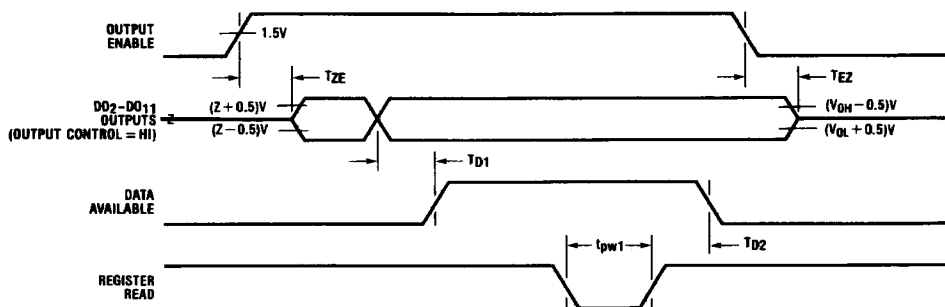 OUTPUT
ENABLE
1.5V
TZE
TEZ
DO2-DO11
OUTPUTS Z
(OUTPUT CONTROL = HI)
(Z + 0.5)V
(Z - 0.5)V
(VOH - 0.5)V
(VOL + 0.5)V
TD1
DATA
AVAILABLE
tpw1
TD2
REGISTER
READ